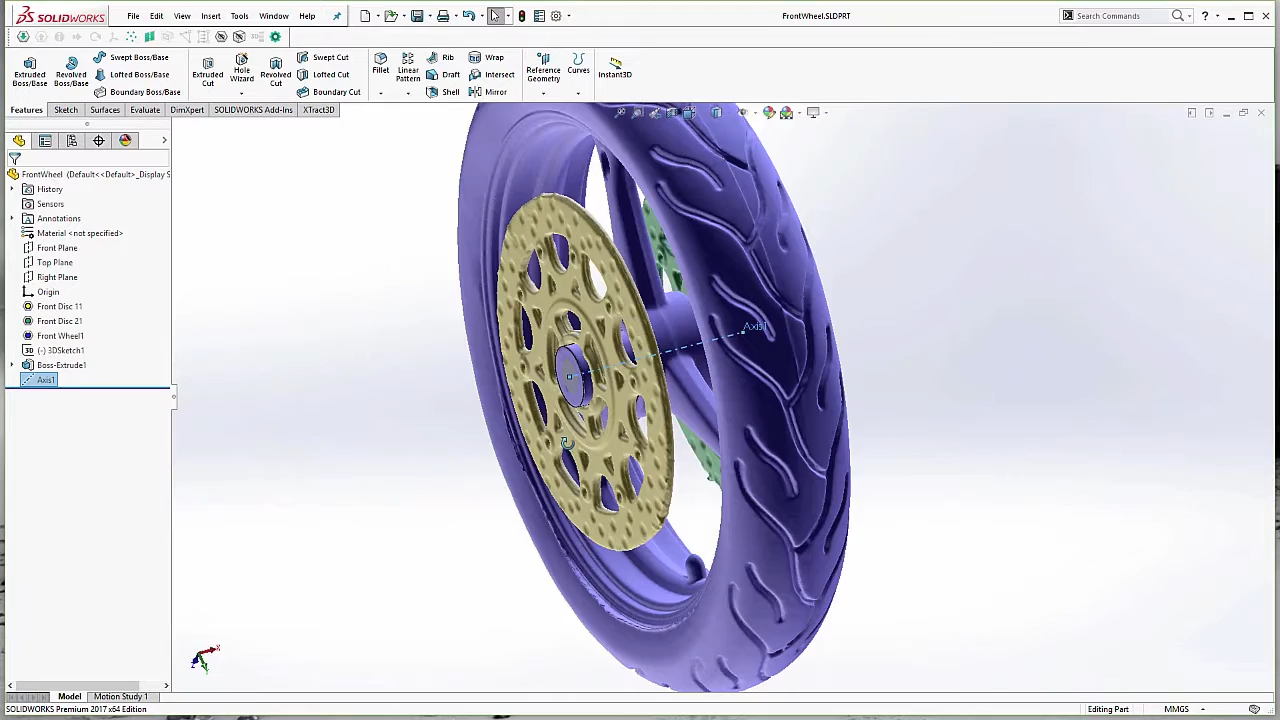 SOLIDWORKS File Edit View Insert Tools Window Help FrontWheel.SLDPRT Search Commands ?
Extruded Boss/Base
Revolved Boss/Base
Swept Boss/Base
Lofted Boss/Base
Boundary Boss/Base
Extruded Cut
Hole Wizard
Revolved Cut
Swept Cut
Lofted Cut
Boundary Cut
Fillet
Linear Pattern
Rib
Draft
Shell
Wrap
Intersect
Mirror
Reference Geometry
Curves
Instant3D
Features Sketch Surfaces Evaluate DimXpert SOLIDWORKS Add-Ins XTract3D
FrontWheel (Default<<Default>_Display S
History
Sensors
Annotations
Material <not specified>
Front Plane
Top Plane
Right Plane
Origin
Front Disc 11
Front Disc 21
Front Wheel1
3D (-) 3DSketch1
Boss-Extrude1
Axis1
Axis1
Model Motion Study 1
SOLIDWORKS Premium 2017 x64 Edition Editing Part MMGS